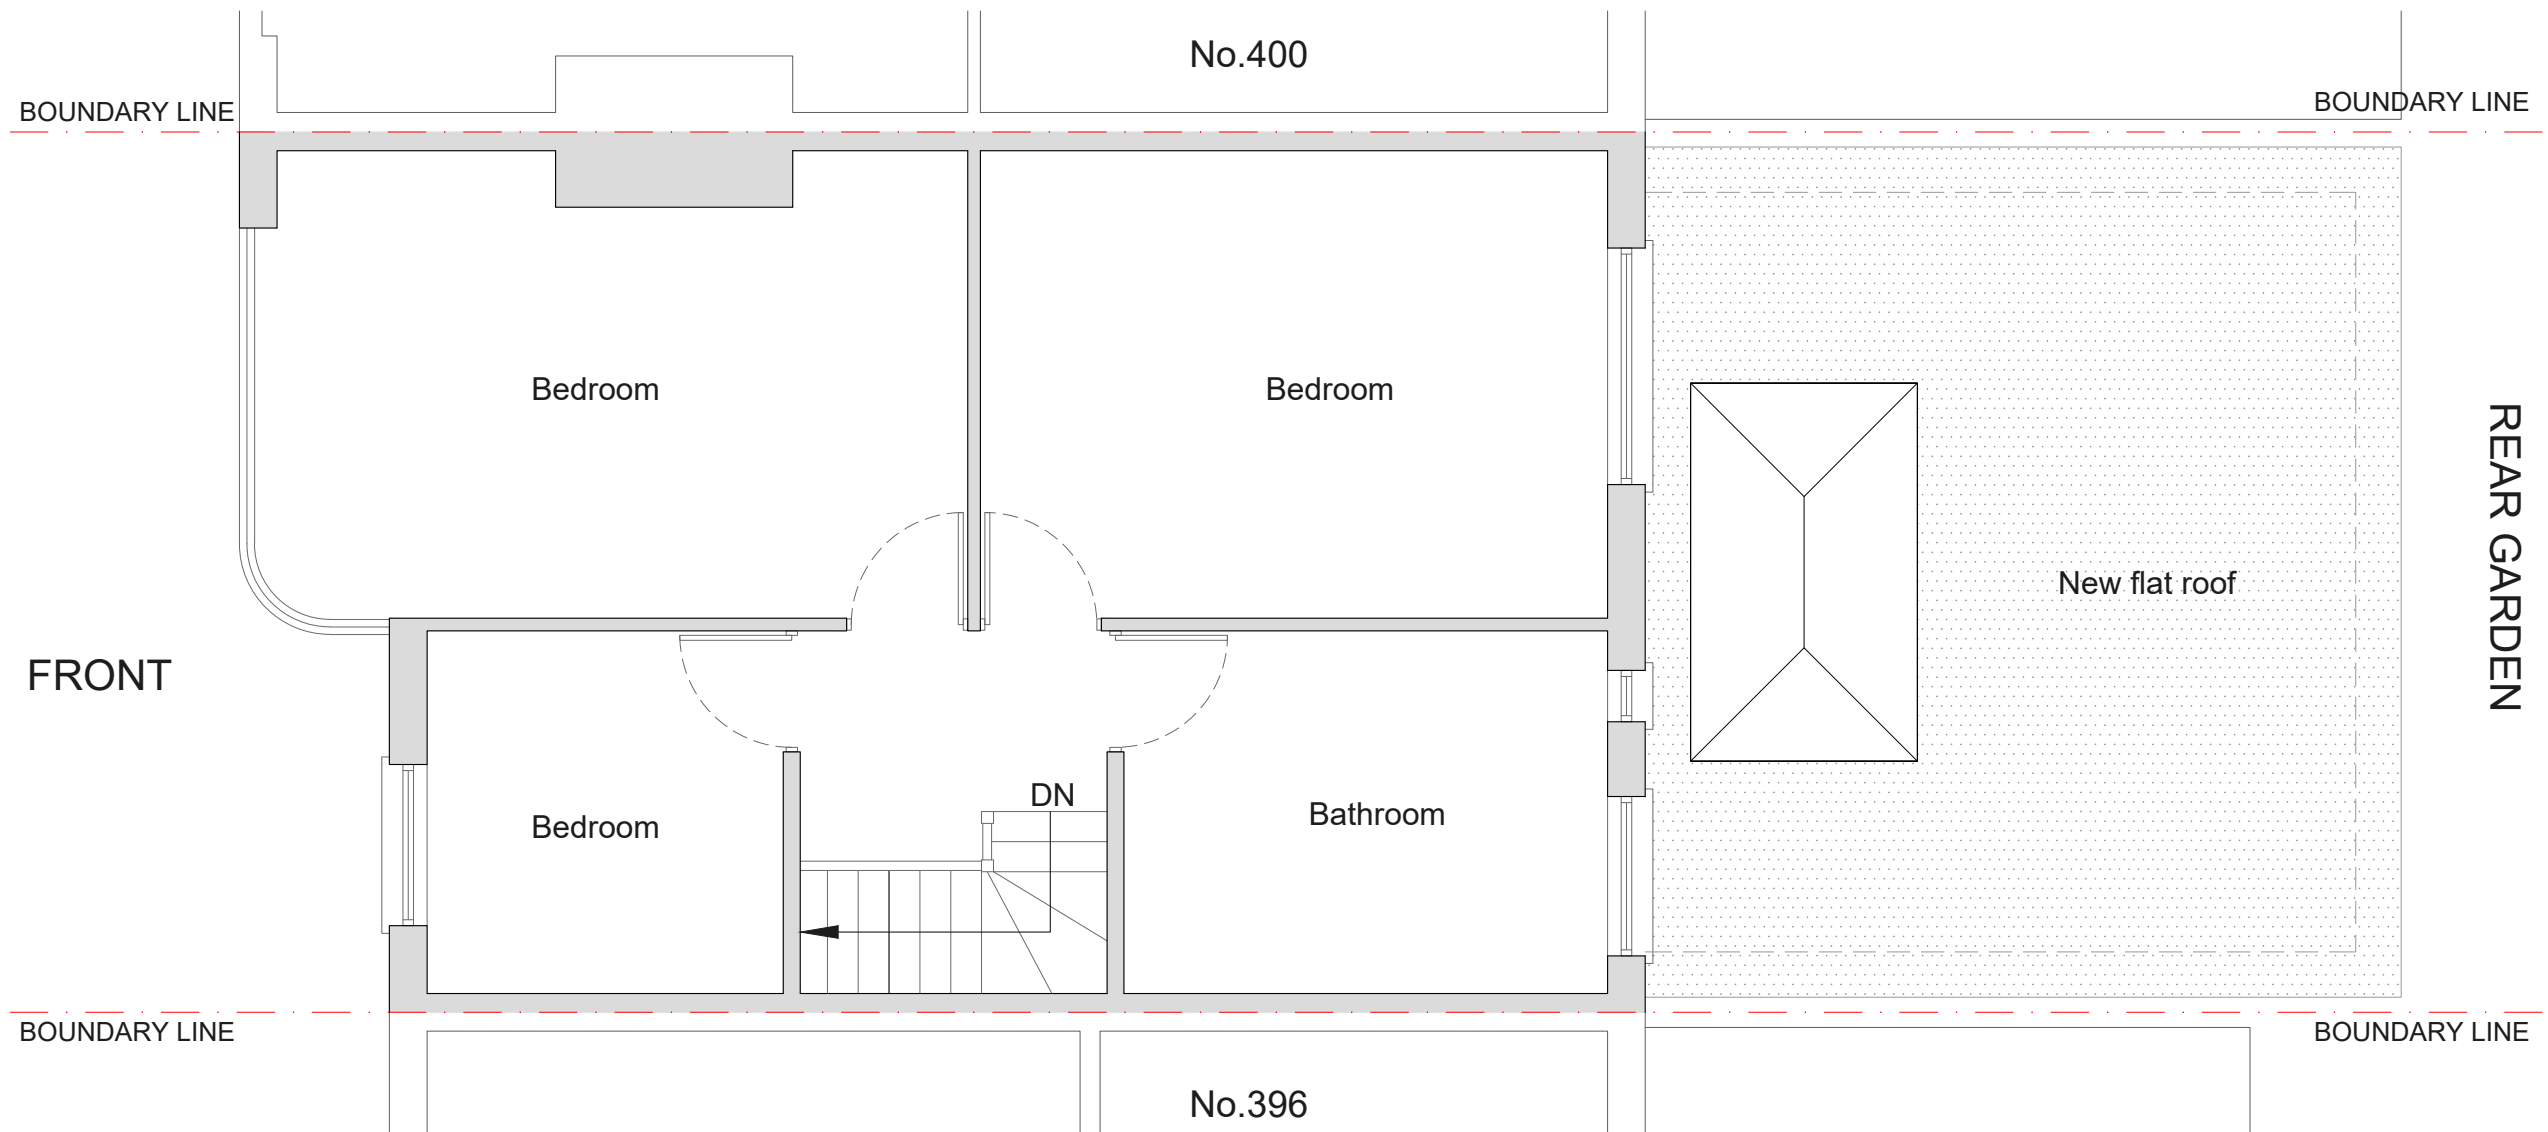 No.400
BOUNDARY LINE
BOUNDARY LINE
Bedroom
Bedroom
REAR GARDEN
New flat roof
FRONT
DN
Bedroom
Bathroom
BOUNDARY LINE
BOUNDARY LINE
No.396